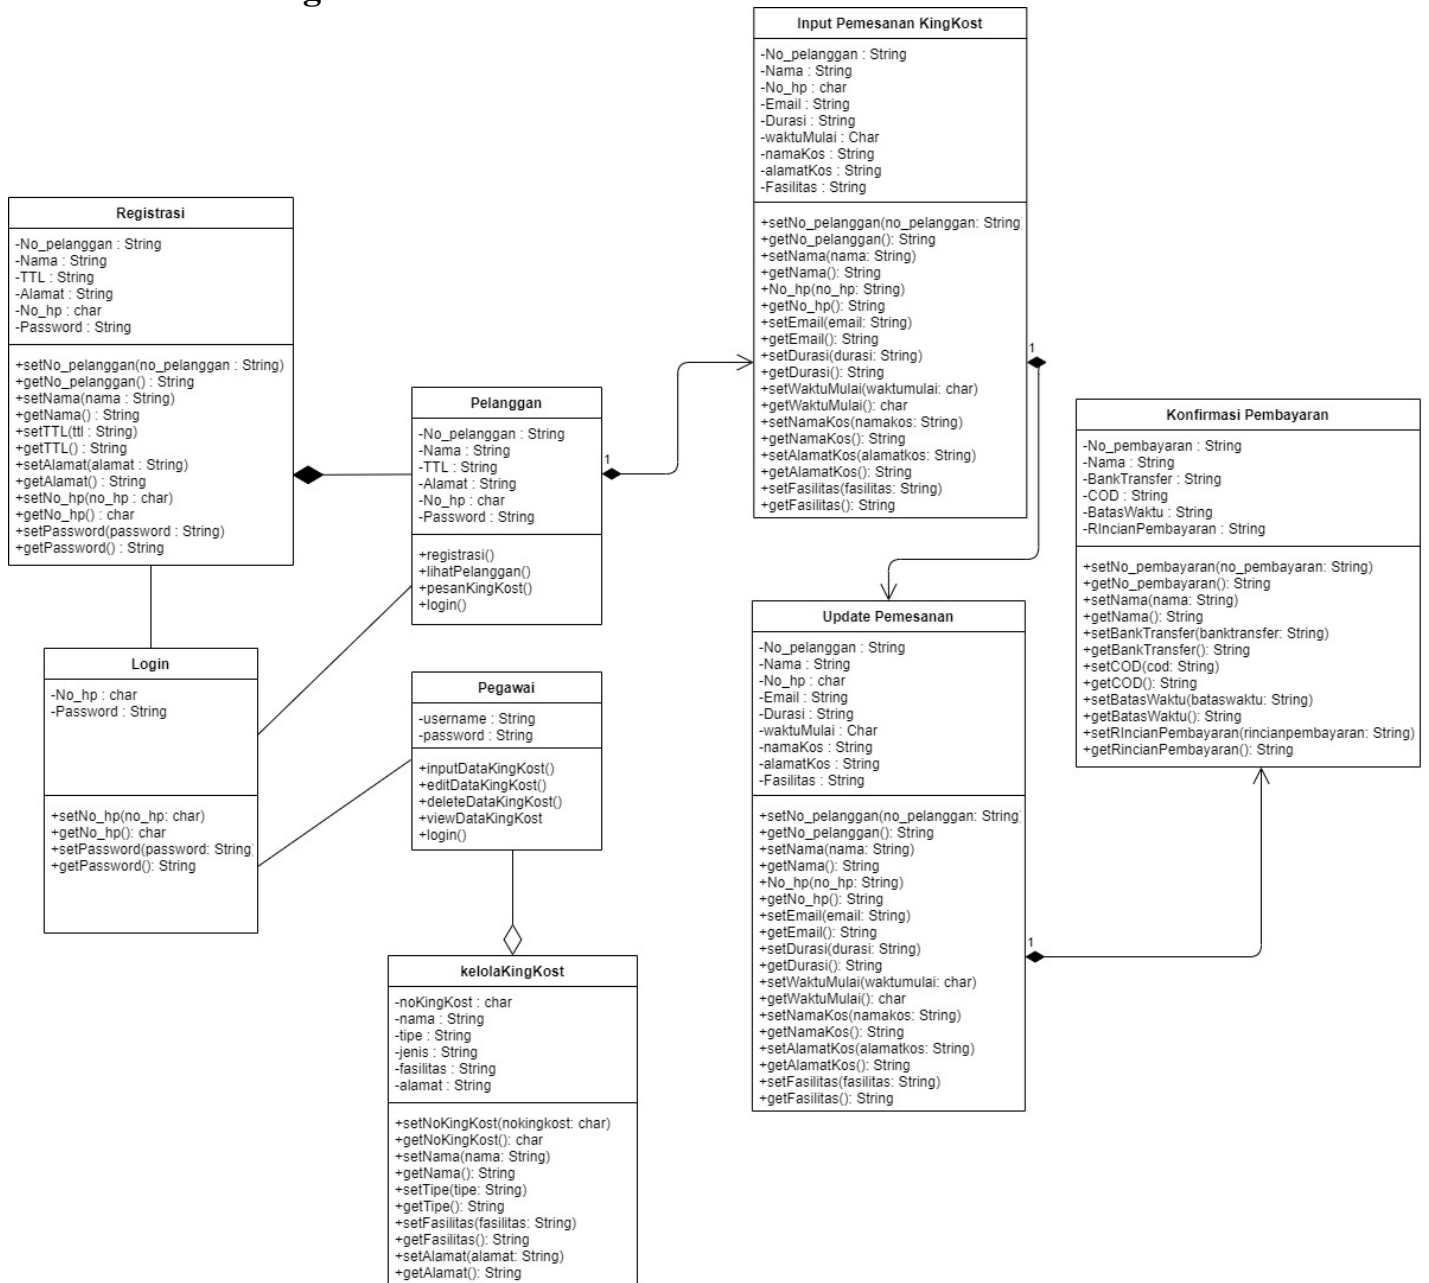 Input Pemesanan KingKost
-No_pelanggan : String
-Nama : String
-No_hp : char
-Email : String
-Durasi : String
-waktuMulai : Char
-namaKos : String
-alamatKos : String
-Fasilitas : String
+setNo_pelanggan(no_pelanggan: String
+getNo_pelanggan(): String
+setNama(nama: String)
+getNama(): String
+No_hp(no_hp: String)
+getNo_hp(): String
+setEmail(email: String)
+getEmail(): String
+setDurasi(durasi: String)
+getDurasi(): String
+setWaktuMulai(waktumulai: char)
+getWaktuMulai(): char
+setNamaKos(namakos: String)
+getNamaKos(): String
+setAlamatKos(alamatkos: String)
+getAlamatKos(): String
+setFasilitas(fasilitas: String)
+getFasilitas(): String
1
Registrasi
-No_pelanggan : String
-Nama : String
-TTL : String
-Alamat : String
-No_hp : char
-Password : String
+setNo_pelanggan(no_pelanggan : String)
+getNo_pelanggan() : String
+setNama(nama : String)
+getNama() : String
+setTTL(ttl : String)
+getTTL() : String
+setAlamat(alamat : String)
+getAlamat() : String
+setNo_hp(no_hp : char)
+getNo_hp() : char
+setPassword(password : String)
+getPassword() : String
Pelanggan
-No_pelanggan : String
-Nama : String
-TTL : String
-Alamat : String
-No_hp : char
-Password : String
+registrasi()
+lihatPelanggan()
+pesanKingKost()
+login()
1
Konfirmasi Pembayaran
-No_pembayaran : String
-Nama : String
-BankTransfer : String
-COD : String
-BatasWaktu : String
-RIncianPembayaran : String
+setNo_pembayaran(no_pembayaran: String)
+getNo_pembayaran(): String
+setNama(nama: String)
+getNama(): String
+setBankTransfer(banktransfer: String)
+getBankTransfer(): String
+setCOD(cod: String)
+getCOD(): String
+setBatasWaktu(bataswaktu: String)
+getBatasWaktu(): String
+setRIncianPembayaran(rincianpembayaran: String)
+getRincianPembayaran(): String
Login
-No_hp : char
-Password : String
+setNo_hp(no_hp: char)
+getNo_hp(): char
+setPassword(password: String
+getPassword(): String
Pegawai
-username : String
-password : String
+inputDataKingKost()
+editDataKingKost()
+deleteDataKingKost()
+viewDataKingKost
+login()
Update Pemesanan
-No_pelanggan : String
-Nama : String
-No_hp : char
-Email : String
-Durasi : String
-waktuMulai : Char
-namaKos : String
-alamatKos : String
-Fasilitas : String
+setNo_pelanggan(no_pelanggan: String
+getNo_pelanggan(): String
+setNama(nama: String)
+getNama(): String
+No_hp(no_hp: String)
+getNo_hp(): String
+setEmail(email: String)
+getEmail(): String
+setDurasi(durasi: String)
+getDurasi(): String
+setWaktuMulai(waktumulai: char)
+getWaktuMulai(): char
+setNamaKos(namakos: String)
+getNamaKos(): String
+setAlamatKos(alamatkos: String)
+getAlamatKos(): String
+setFasilitas(fasilitas: String)
+getFasilitas(): String
1
kelolaKingKost
-noKingKost : char
-nama : String
-tipe : String
-jenis : String
-fasilitas : String
-alamat : String
+setNoKingKost(nokingkost: char)
+getNoKingKost(): char
+setNama(nama: String)
+getNama(): String
+setTipe(tipe: String)
+getTipe(): String
+setFasilitas(fasilitas: String)
+getFasilitas(): String
+setAlamat(alamat: String)
+getAlamat(): String